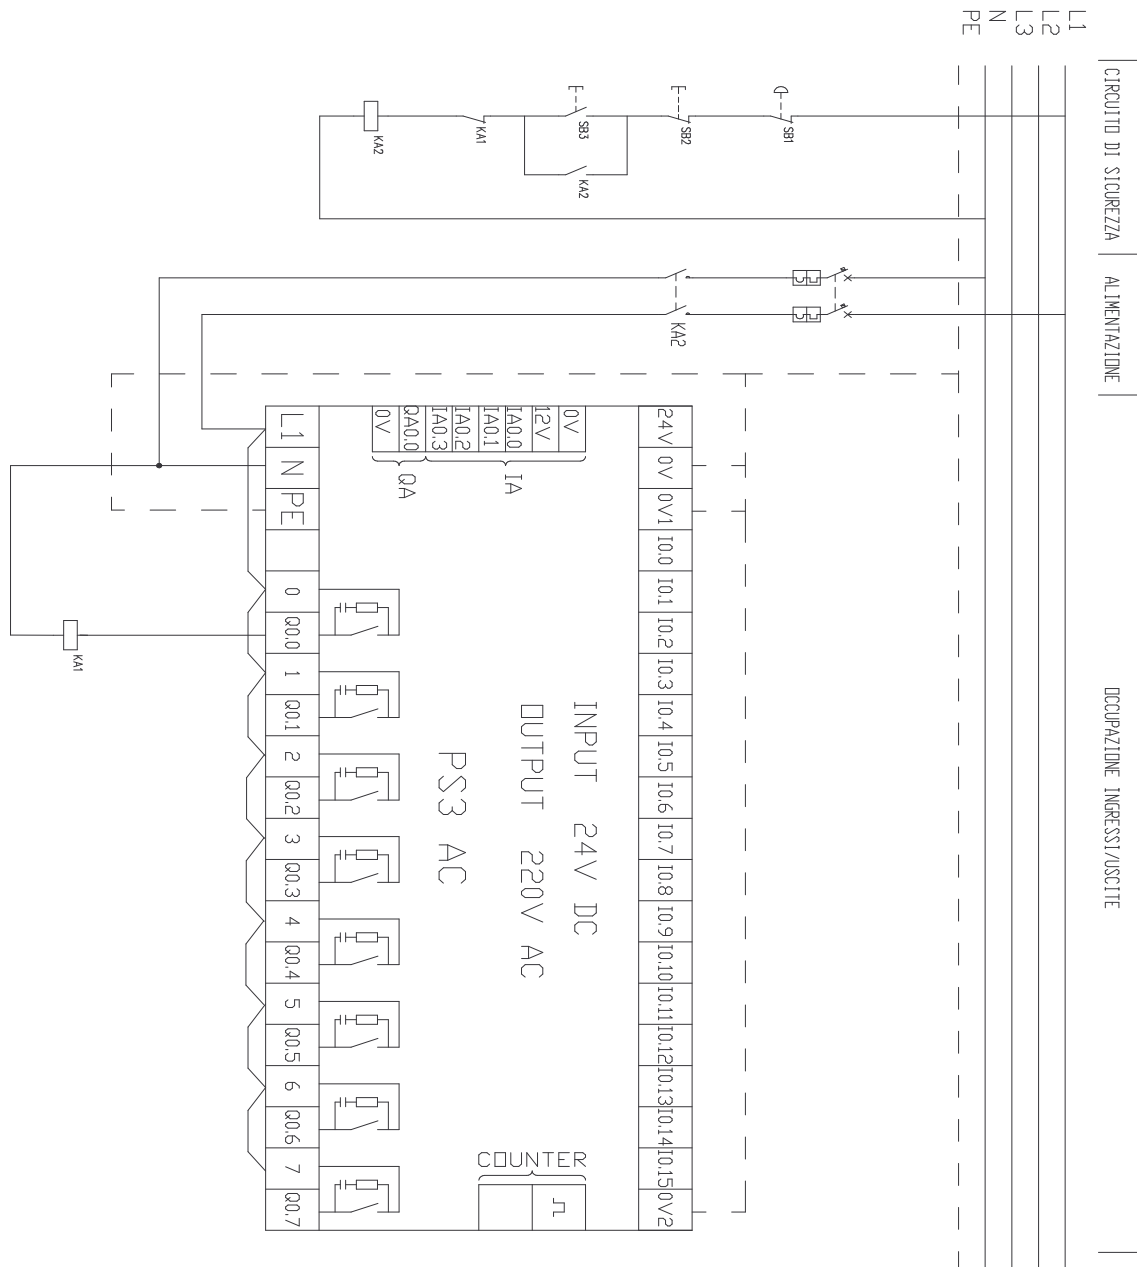 L1
L2
L3
N
PE
CIRCUITO DI SICUREZZA
ALIMENTAZIONE
OCCUPAZIONE INGRESSI/USCITE
SB1
SB2
SB3
KA2
KA1
KA2
KA2
24V
0V
0V1
I0.0
I0.1
I0.2
I0.3
I0.4
I0.5
I0.6
I0.7
I0.8
I0.9
I0.10
I0.11
I0.12
I0.13
I0.14
I0.15
0V2
0V
12V
IA0.0
IA0.1
IA0.2
IA0.3
QA0.0
0V
IA
QA
INPUT 24V DC
OUTPUT 220V AC
PS3 AC
COUNTER
L1
N
PE
0
Q0.0
1
Q0.1
2
Q0.2
3
Q0.3
4
Q0.4
5
Q0.5
6
Q0.6
7
Q0.7
KA1